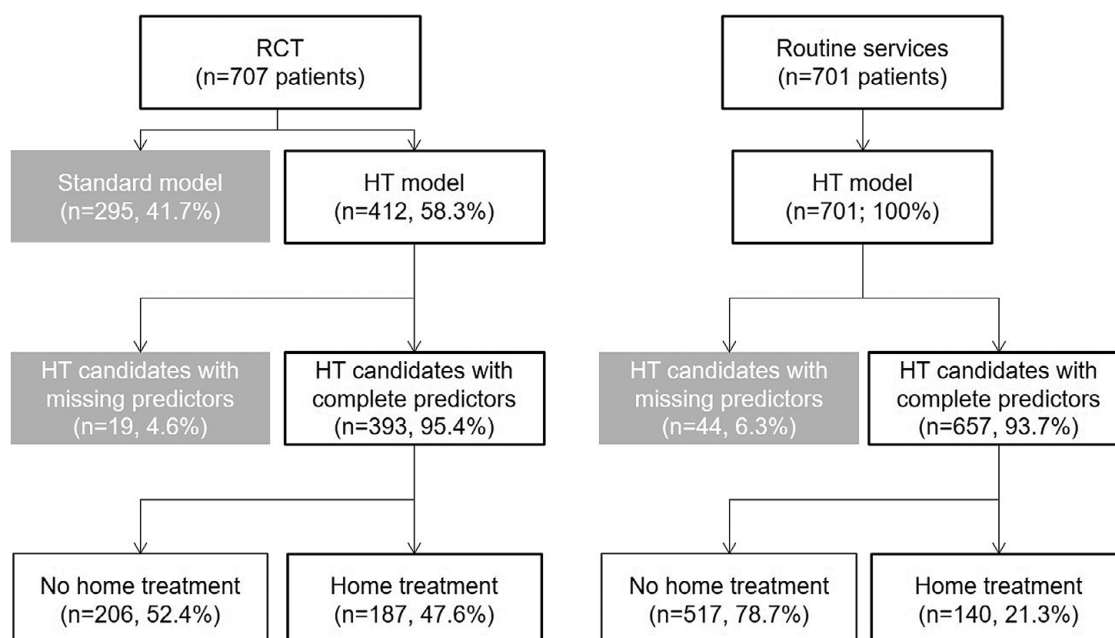 RCT
(n=707 patients)
Routine services
(n=701 patients)
Standard model
(n=295, 41.7%)
HT model
(n=412, 58.3%)
HT model
(n=701; 100%)
HT candidates with
missing predictors
(n=19, 4.6%)
HT candidates with
complete predictors
(n=393, 95.4%)
HT candidates with
missing predictors
(n=44, 6.3%)
HT candidates with
complete predictors
(n=657, 93.7%)
No home treatment
(n=206, 52.4%)
Home treatment
(n=187, 47.6%)
No home treatment
(n=517, 78.7%)
Home treatment
(n=140, 21.3%)